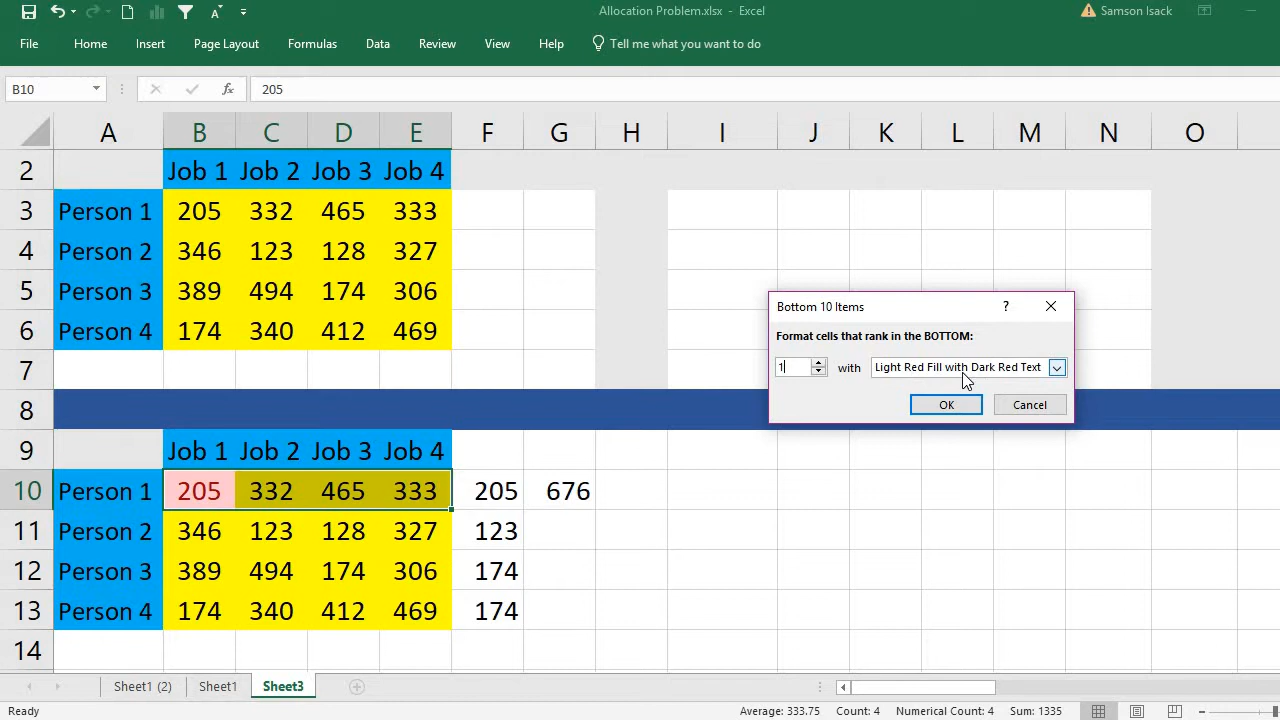 Allocation Problem.xlsx - Excel
Samson Isack
File Home Insert Page Layout Formulas Data Review View Help Tell me what you want to do
B10 fx 205
A B C D E F G H I J K L M N O
2 Job 1 Job 2 Job 3 Job 4
3 Person 1 205 332 465 333
4 Person 2 346 123 128 327
5 Person 3 389 494 174 306
6 Person 4 174 340 412 469
7
8
9 Job 1 Job 2 Job 3 Job 4
10 Person 1 205 332 465 333 205 676
11 Person 2 346 123 128 327 123
12 Person 3 389 494 174 306 174
13 Person 4 174 340 412 469 174
14
Bottom 10 Items ?
Format cells that rank in the BOTTOM:
1 with Light Red Fill with Dark Red Text
OK Cancel
Sheet1 (2) Sheet1 Sheet3
Ready Average: 333.75 Count: 4 Numerical Count: 4 Sum: 1335